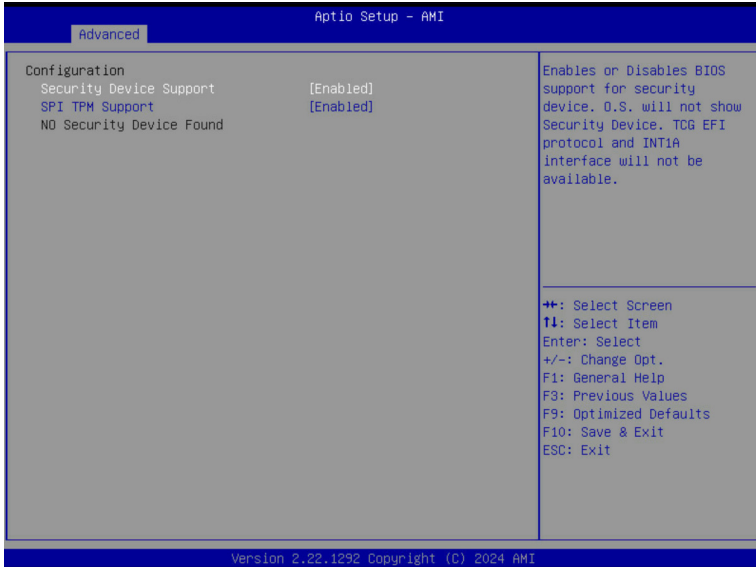 Aptio Setup - AMI
Advanced
Configuration
Security Device Support [Enabled]
SPI TPM Support [Enabled]
NO Security Device Found
Enables or Disables BIOS
support for security
device. O.S. will not show
Security Device. TCG EFI
protocol and INT1A
interface will not be
available.
→←: Select Screen
↑↓: Select Item
Enter: Select
+/-: Change Opt.
F1: General Help
F3: Previous Values
F9: Optimized Defaults
F10: Save & Exit
ESC: Exit
Version 2.22.1292 Copyright (C) 2024 AMI